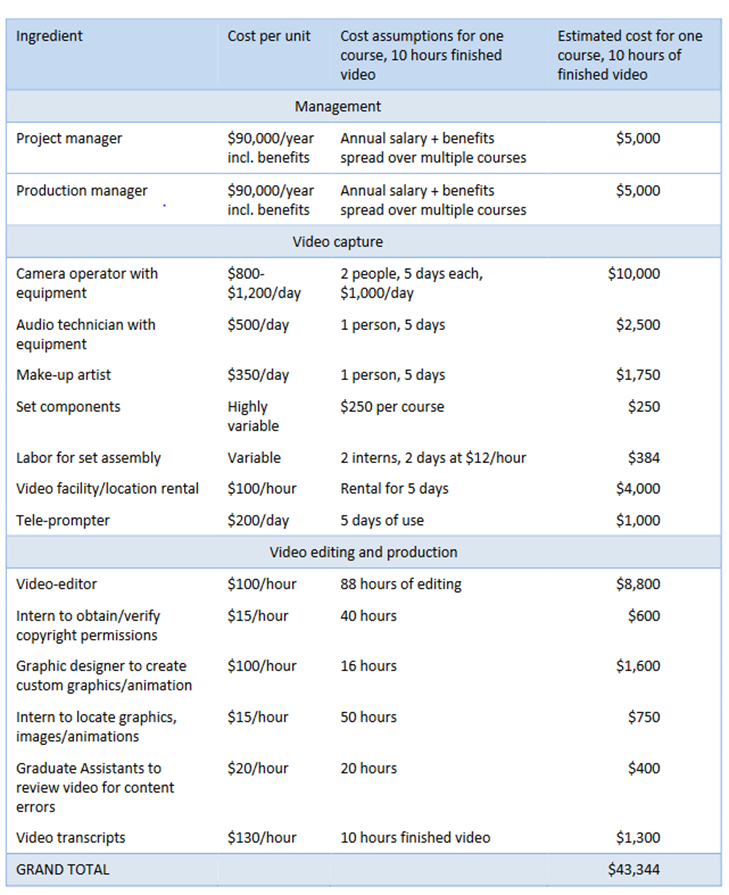 Ingredient Cost per unit Cost assumptions for one Estimated cost for one
course, 10 hours finished course, 10 hours of
video finished video
Management
Project manager $90,000/year Annual salary + benefits $5,000
incl. benefits spread over multiple courses
Production manager $90,000/year Annual salary + benefits $5,000
incl. benefits spread over multiple courses
Video capture
Camera operator with $800- 2 people, 5 days each, $10,000
equipment $1,200/day $1,000/day
Audio technician with $500/day 1 person, 5 days $2,500
equipment
Make-up artist $350/day 1 person, 5 days $1,750
Set components Highly $250 per course $250
variable
Labor for set assembly Variable 2 interns, 2 days at $12/hour $384
Video facility/location rental $100/hour Rental for 5 days $4,000
Tele-prompter $200/day 5 days of use $1,000
Video editing and production
Video-editor $100/hour 88 hours of editing $8,800
Intern to obtain/verify $15/hour 40 hours $600
copyright permissions
Graphic designer to create $100/hour 16 hours $1,600
custom graphics/animation
Intern to locate graphics, $15/hour 50 hours $750
images/animations
Graduate Assistants to $20/hour 20 hours $400
review video for content
errors
Video transcripts $130/hour 10 hours finished video $1,300
GRAND TOTAL $43,344